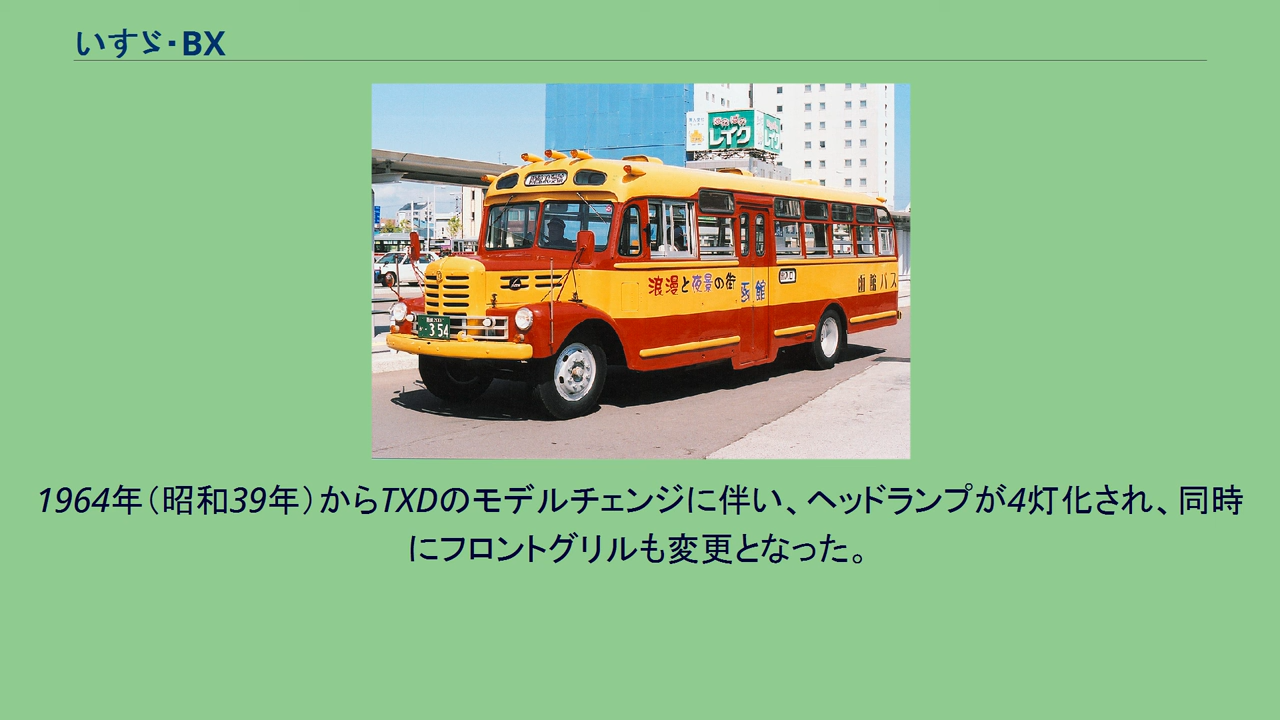 いすゞ・BX
レイク
浪漫と夜景の街
函館
函館バス
3 54
1964年（昭和39年）からTXDのモデルチェンジに伴い、ヘッドランプが4灯化され、同時
にフロントグリルも変更となった。